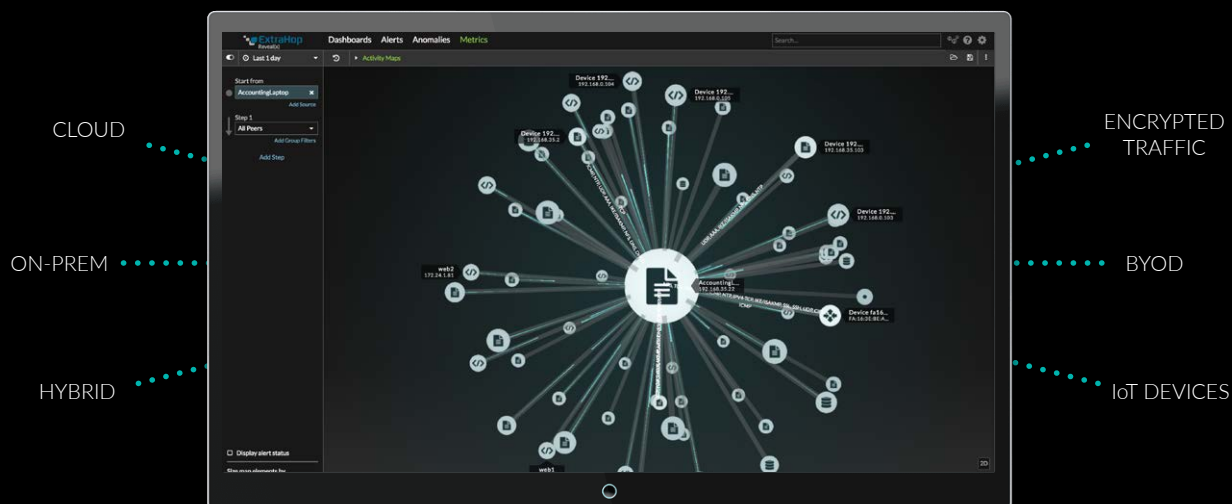 CLOUD
ON-PREM
HYBRID
ENCRYPTED
TRAFFIC
BYOD
IoT DEVICES
ExtraHop
Reveal(x)
Dashboards Alerts Anomalies Metrics
Search...
Last 1 day
Activity Maps
Start from
AccountingLaptop
Add Source
Step 1
All Peers
Add Group Filters
Add Step
Display alert status
Device 192....
192.168.0.104
Device 192....
192.168.0.105
Device 192....
192.168.35.2
Device 192....
192.168.35.103
Device 192....
192.168.0.100
web2
172.24.1.81
AccountingL...
192.168.35.22
Device fa16...
FA:16:3E:BE:A...
ICMP
web1
2D